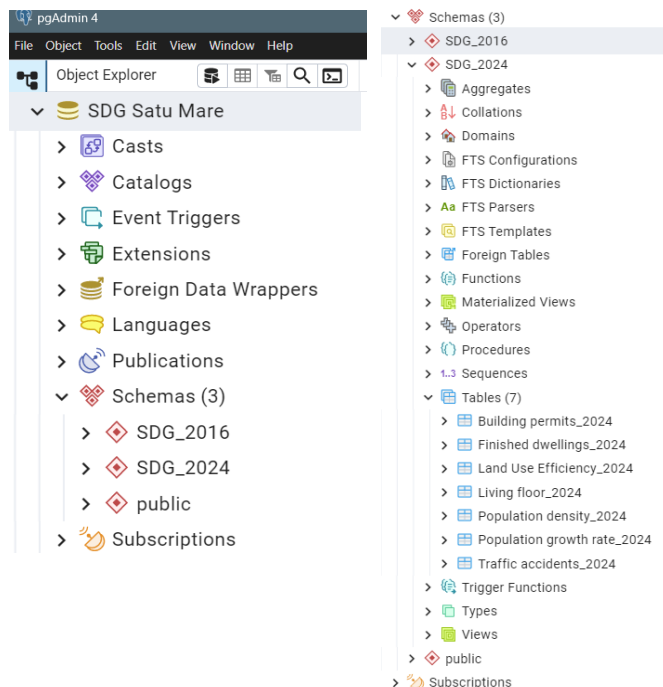 pgAdmin 4
File Object Tools Edit View Window Help
Object Explorer
SDG Satu Mare
Casts
Catalogs
Event Triggers
Extensions
Foreign Data Wrappers
Languages
Publications
Schemas (3)
SDG_2016
SDG_2024
public
Subscriptions
Schemas (3)
SDG_2016
SDG_2024
Aggregates
Collations
Domains
FTS Configurations
FTS Dictionaries
Aa FTS Parsers
FTS Templates
Foreign Tables
Functions
Materialized Views
Operators
Procedures
1..3 Sequences
Tables (7)
Building permits_2024
Finished dwellings_2024
Land Use Efficiency_2024
Living floor_2024
Population density_2024
Population growth rate_2024
Traffic accidents_2024
Trigger Functions
Types
Views
public
Subscriptions